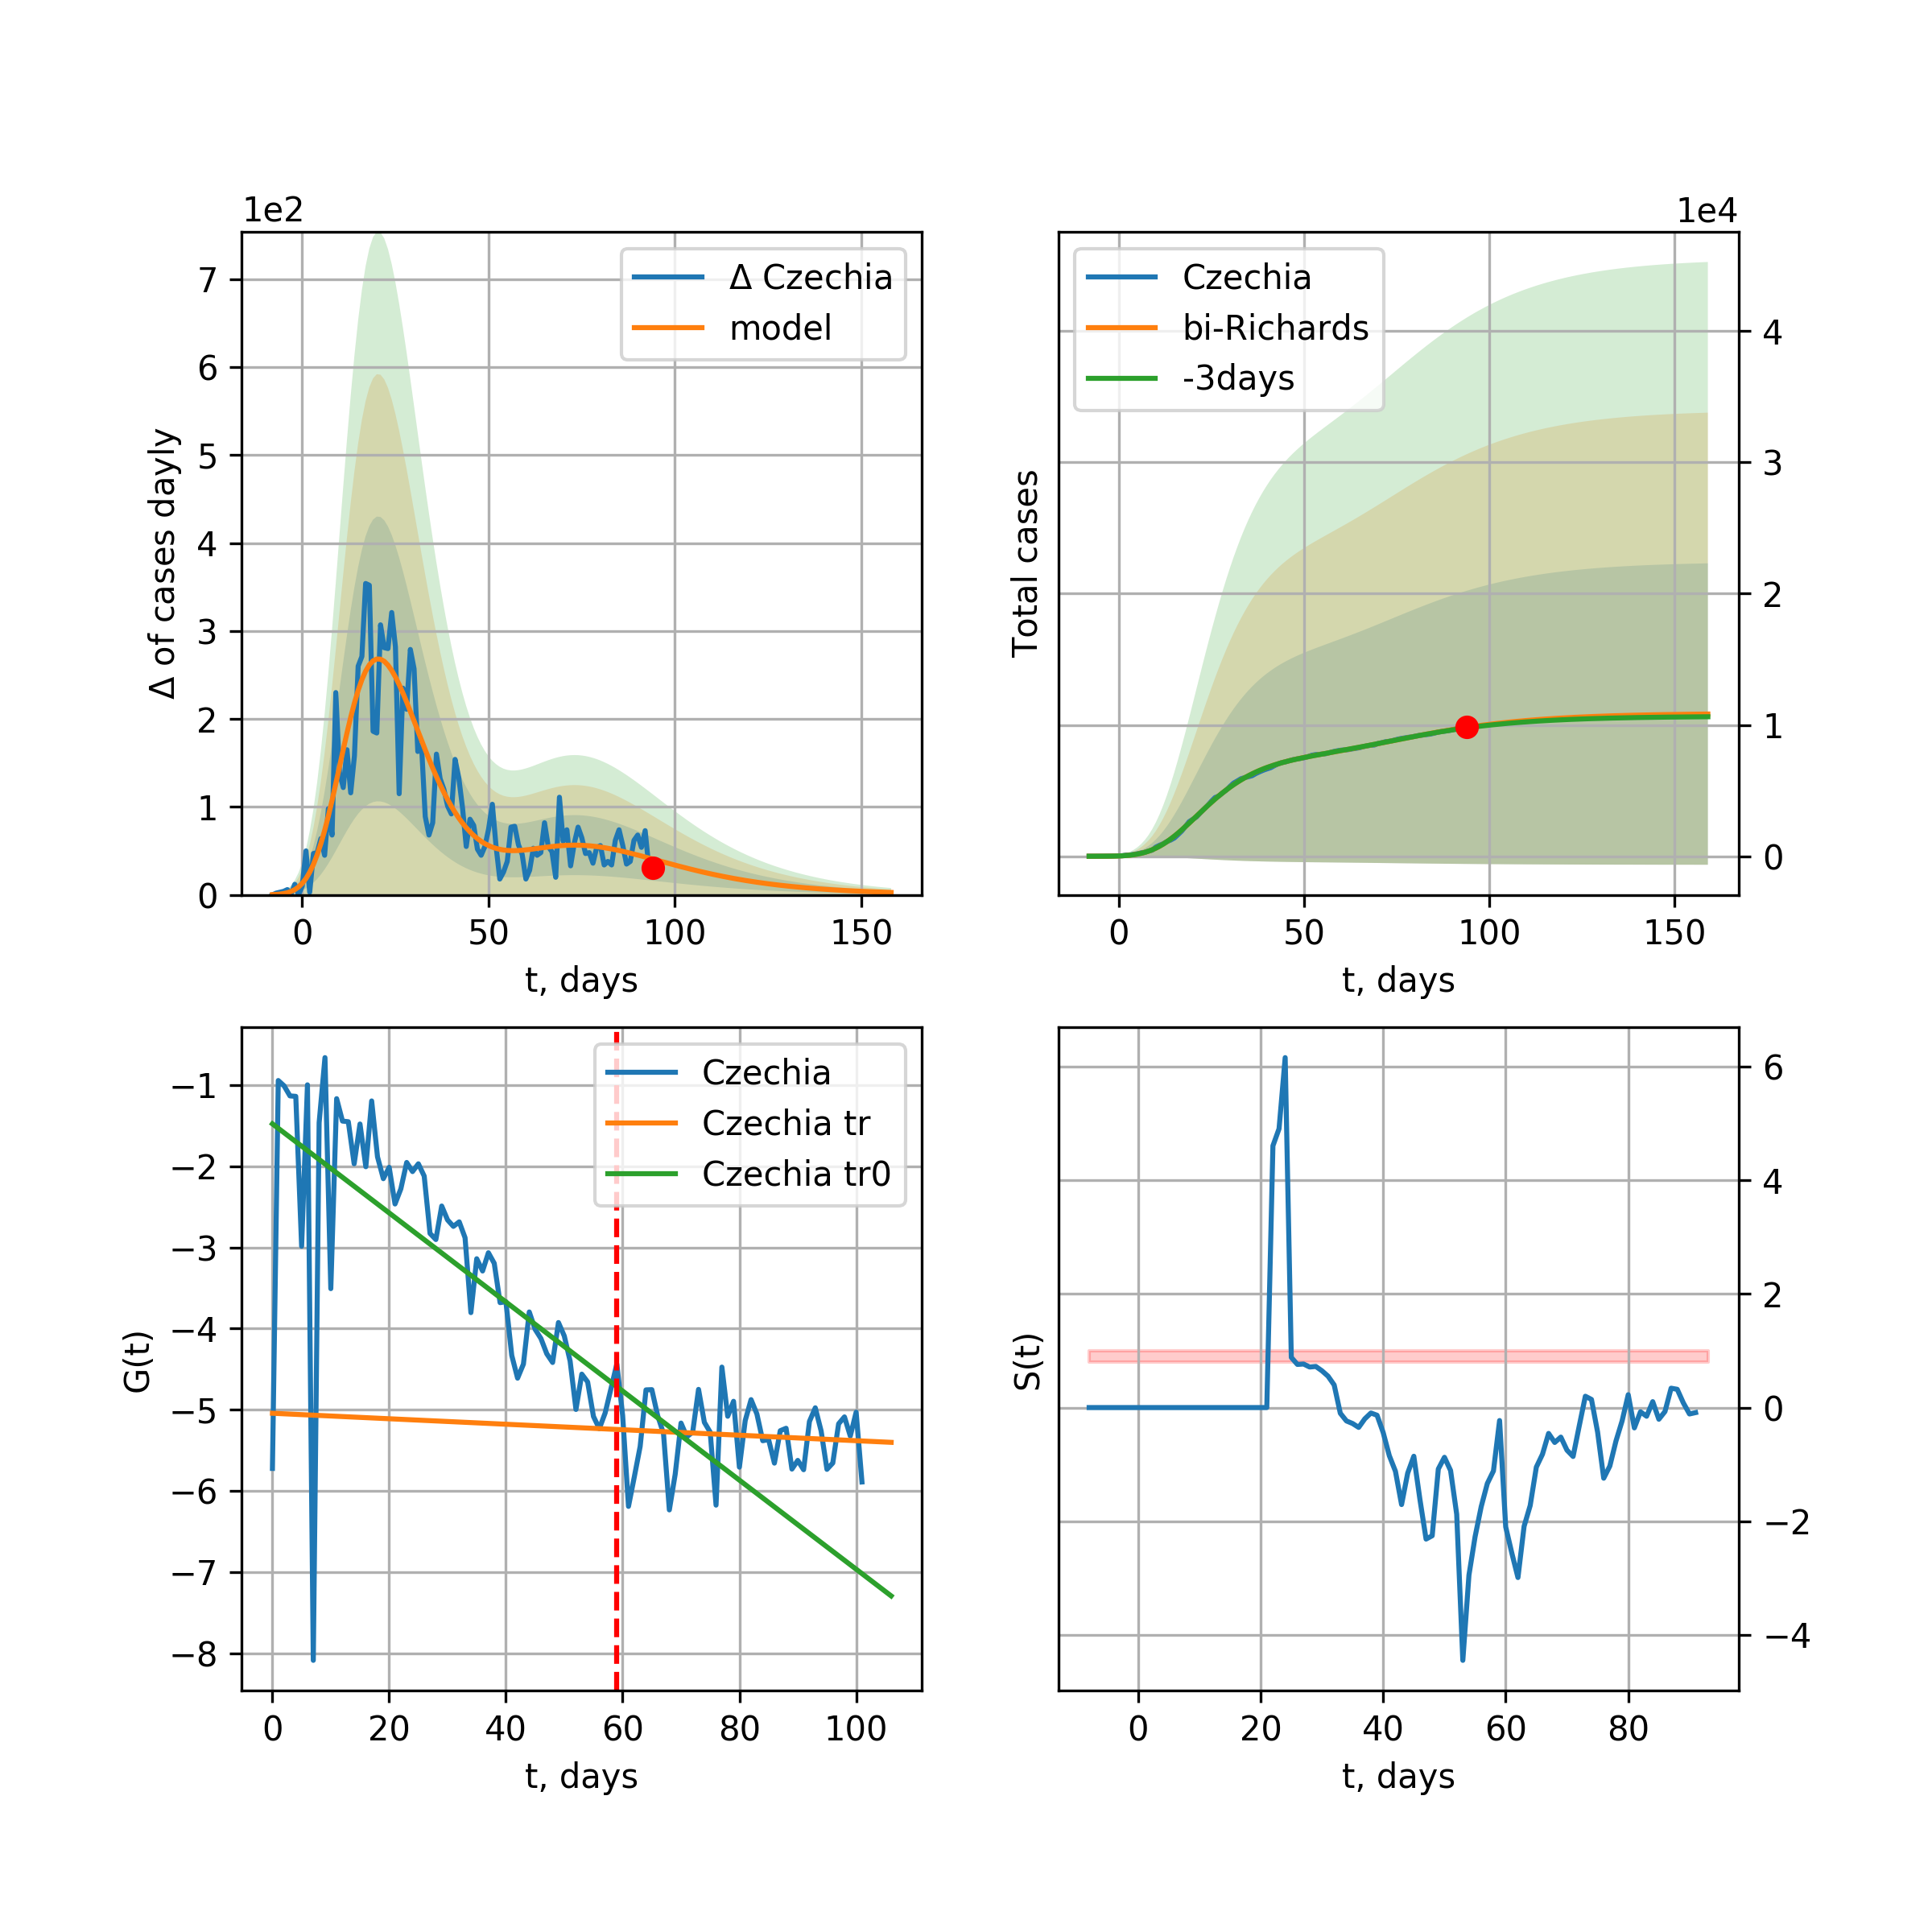 1e2
Δ of cases dayly
7
6
5
4
3
2
1
0
Δ Czechia
model
0 50 100 150
t, days
1e4
Total cases
Czechia
bi-Richards
-3days
4
3
2
1
0
0 50 100 150
t, days
G(t)
−1
−2
−3
−4
−5
−6
−7
−8
Czechia
Czechia tr
Czechia tr0
0 20 40 60 80 100
t, days
S(t)
6
4
2
0
−2
−4
0 20 40 60 80
t, days